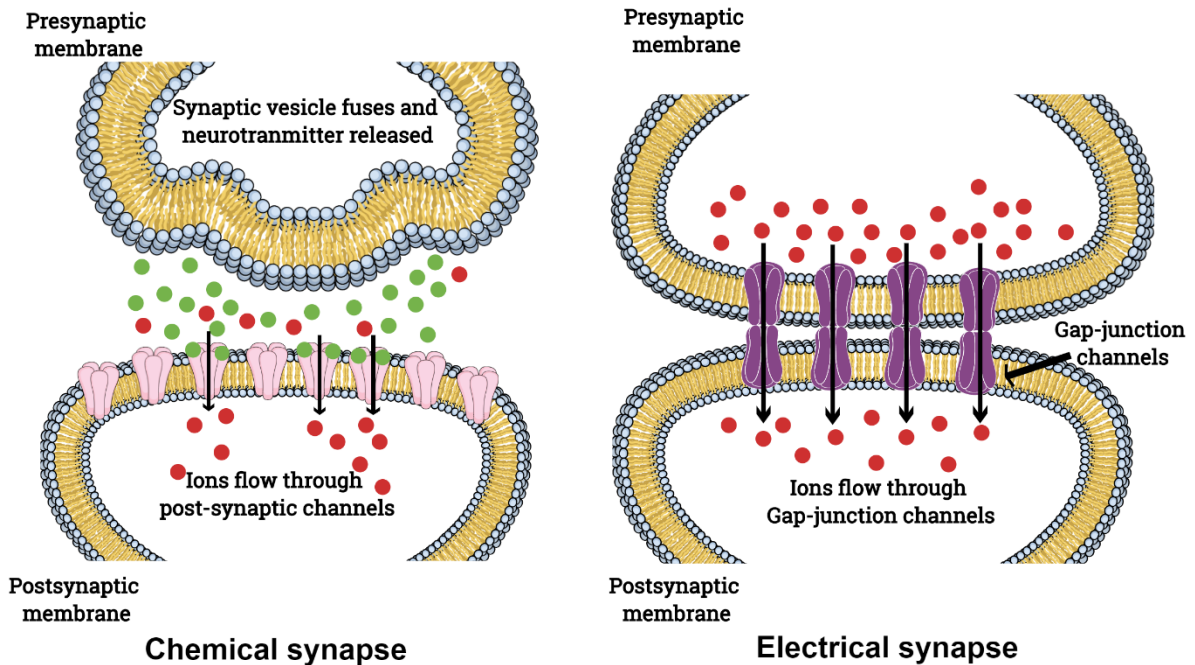 Presynaptic
membrane
Synaptic vesicle fuses and
neurotranmitter released
Ions flow through
post-synaptic channels
Postsynaptic
membrane
Chemical synapse
Presynaptic
membrane
Gap-junction
channels
Ions flow through
Gap-junction channels
Postsynaptic
membrane
Electrical synapse